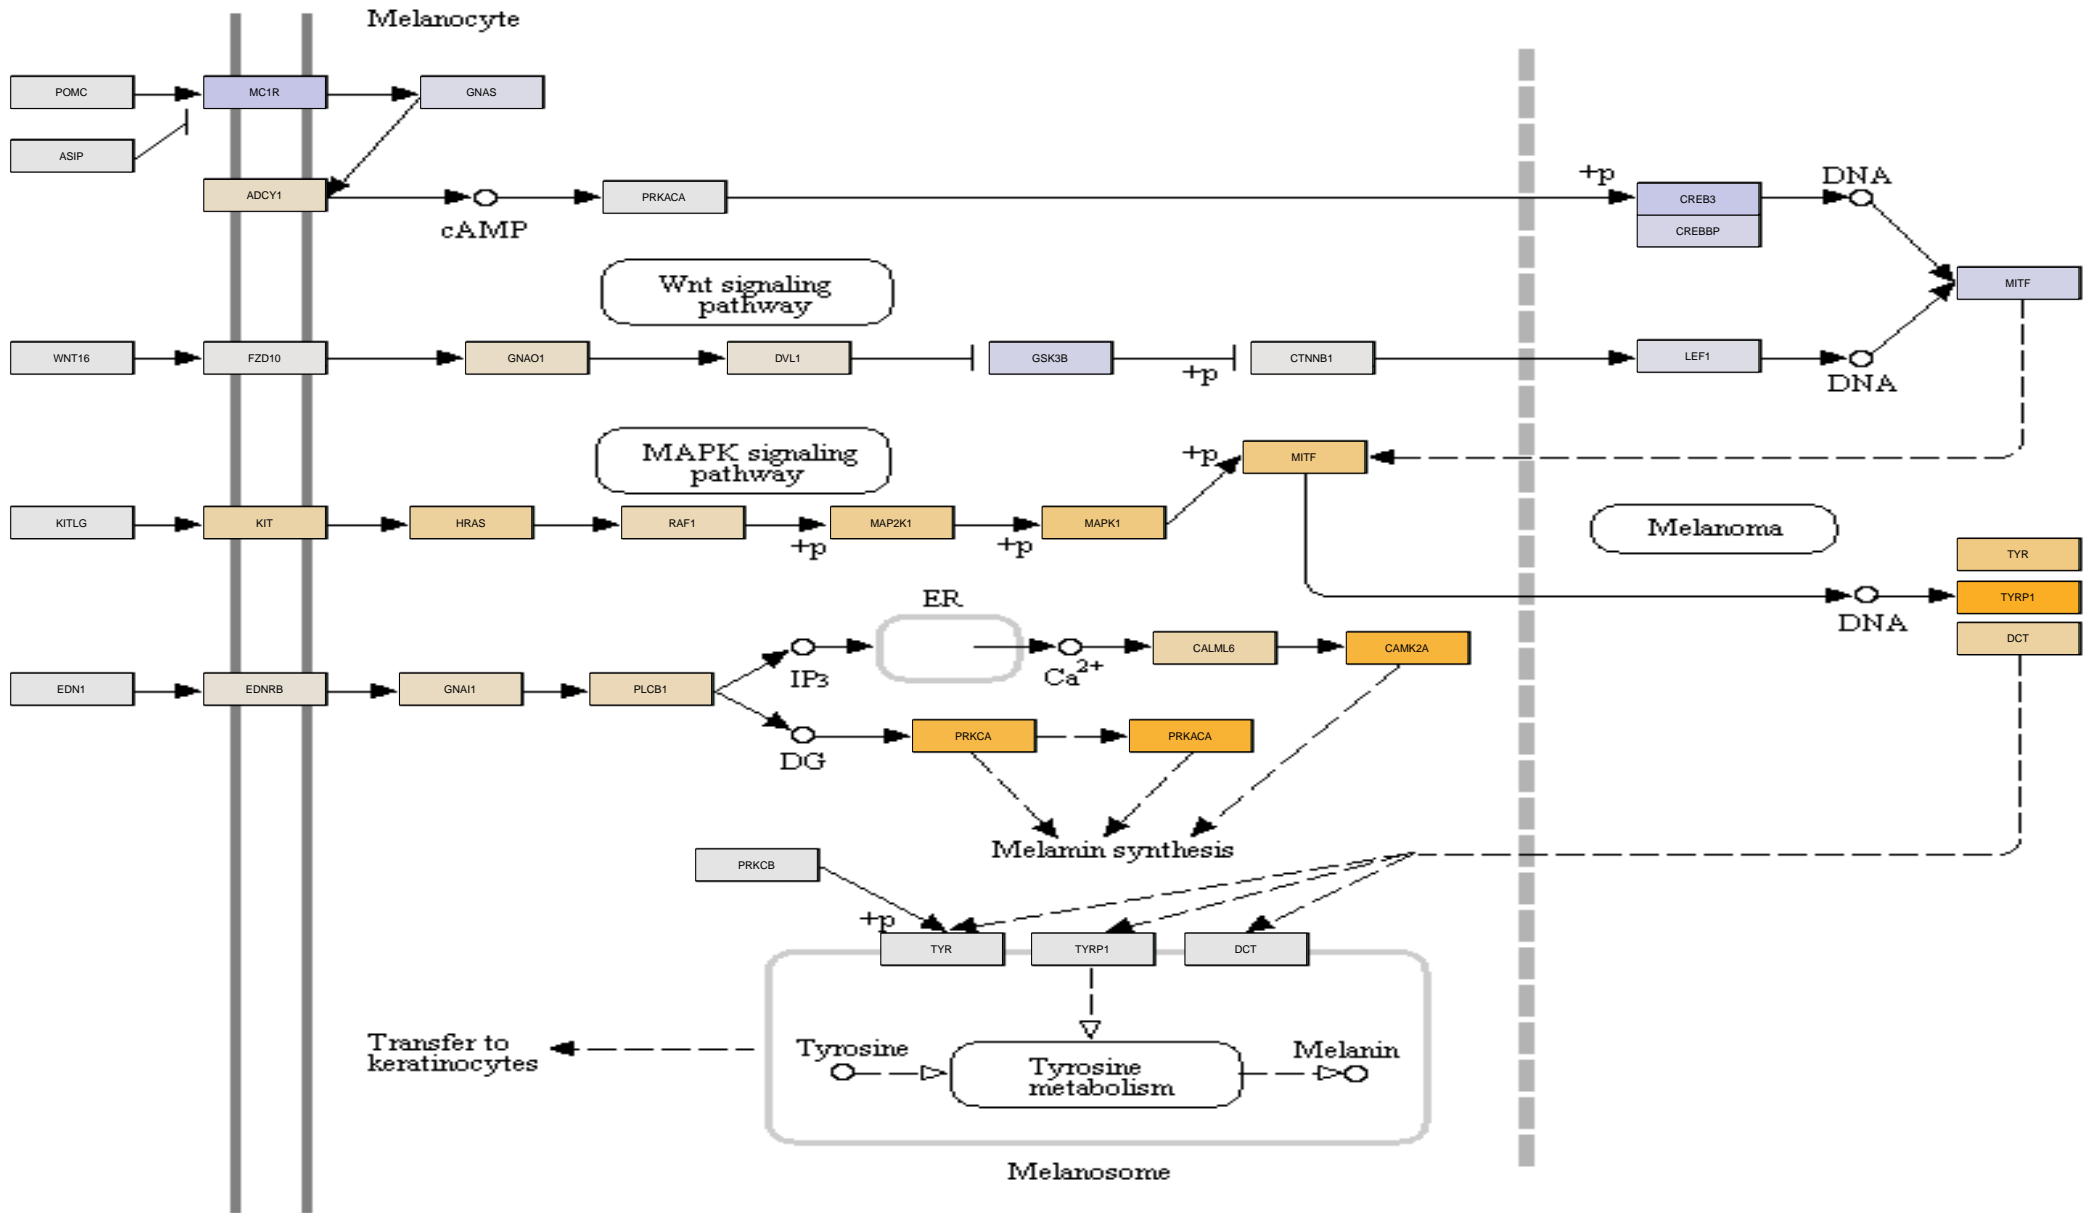 Melanocyte
POMC
MC1R
GNAS
ASIP
ADCY1
cAMP
PRKACA
+p
CREB3
CREBBP
DNA
MITF
Wnt signaling
pathway
WNT16
FZD10
GNAO1
DVL1
GSK3B
+p
CTNNB1
LEF1
DNA
MAPK signaling
pathway
+p
MITF
KITLG
KIT
HRAS
RAF1
+p
MAP2K1
+p
MAPK1
Melanoma
TYR
TYRP1
DCT
DNA
ER
IP3
Ca2+
CALML6
CAMK2A
EDN1
EDNRB
GNAI1
PLCB1
DG
PRKCA
PRKACA
Melamin synthesis
PRKCB
+p
TYR
TYRP1
DCT
Transfer to
keratinocytes
Tyrosine
Tyrosine
metabolism
Melanin
Melanosome